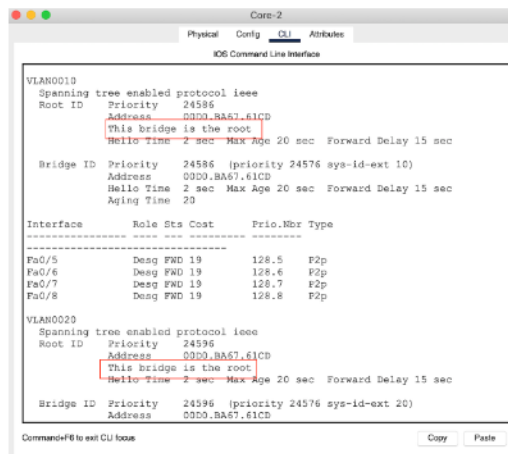 Core-2
Physical Config CLI Attributes
IOS Command Line Interface
VLAN0010
Spanning tree enabled protocol ieee
Root ID Priority 24586
Address 00D0.BA67.61CD
This bridge is the root
Hello Time 2 sec Max Age 20 sec Forward Delay 15 sec
Bridge ID Priority 24586 (priority 24576 sys-id-ext 10)
Address 00D0.BA67.61CD
Hello Time 2 sec Max Age 20 sec Forward Delay 15 sec
Aging Time 20
Interface Role Sts Cost Prio.Nbr Type
---------------- ---- --- --------- --------
--------------------------------
Fa0/5 Desg FWD 19 128.5 P2p
Fa0/6 Desg FWD 19 128.6 P2p
Fa0/7 Desg FWD 19 128.7 P2p
Fa0/8 Desg FWD 19 128.8 P2p
VLAN0020
Spanning tree enabled protocol ieee
Root ID Priority 24596
Address 00D0.BA67.61CD
This bridge is the root
Hello Time 2 sec Max Age 20 sec Forward Delay 15 sec
Bridge ID Priority 24596 (priority 24576 sys-id-ext 20)
Address 00D0.BA67.61CD
Command+F6 to exit CLI focus
Copy Paste